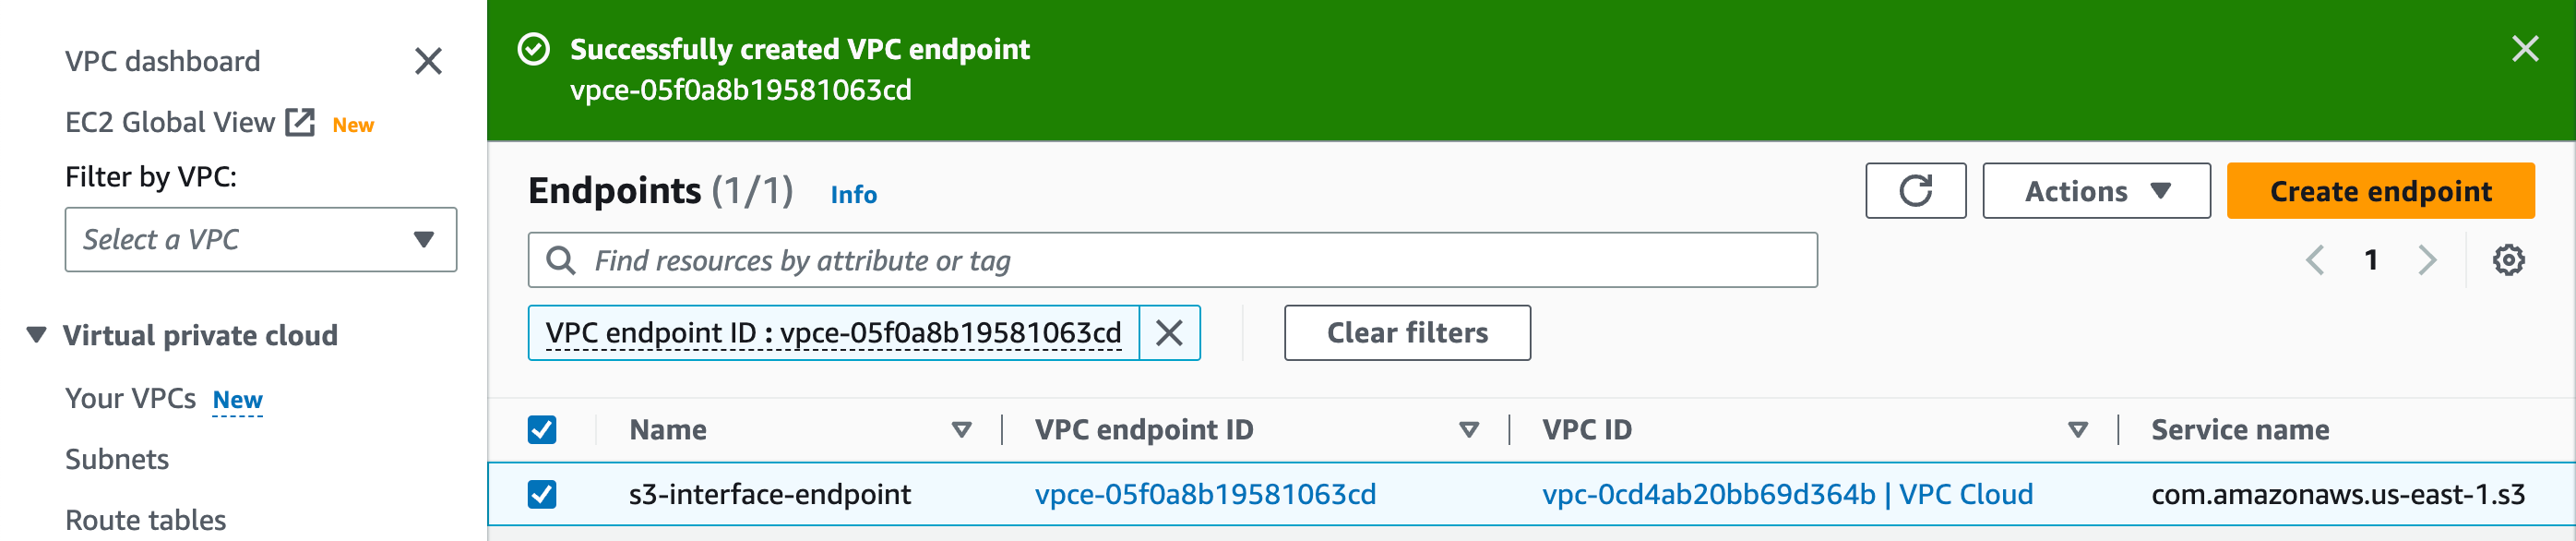 VPC dashboard
EC2 Global View New
Filter by VPC:
Select a VPC
Virtual private cloud
Your VPCs New
Subnets
Route tables
Successfully created VPC endpoint
vpce-05f0a8b19581063cd
Endpoints (1/1) Info
Actions
Create endpoint
Find resources by attribute or tag
1
VPC endpoint ID : vpce-05f0a8b19581063cd
Clear filters
Name VPC endpoint ID VPC ID Service name
s3-interface-endpoint vpce-05f0a8b19581063cd vpc-0cd4ab20bb69d364b | VPC Cloud com.amazonaws.us-east-1.s3